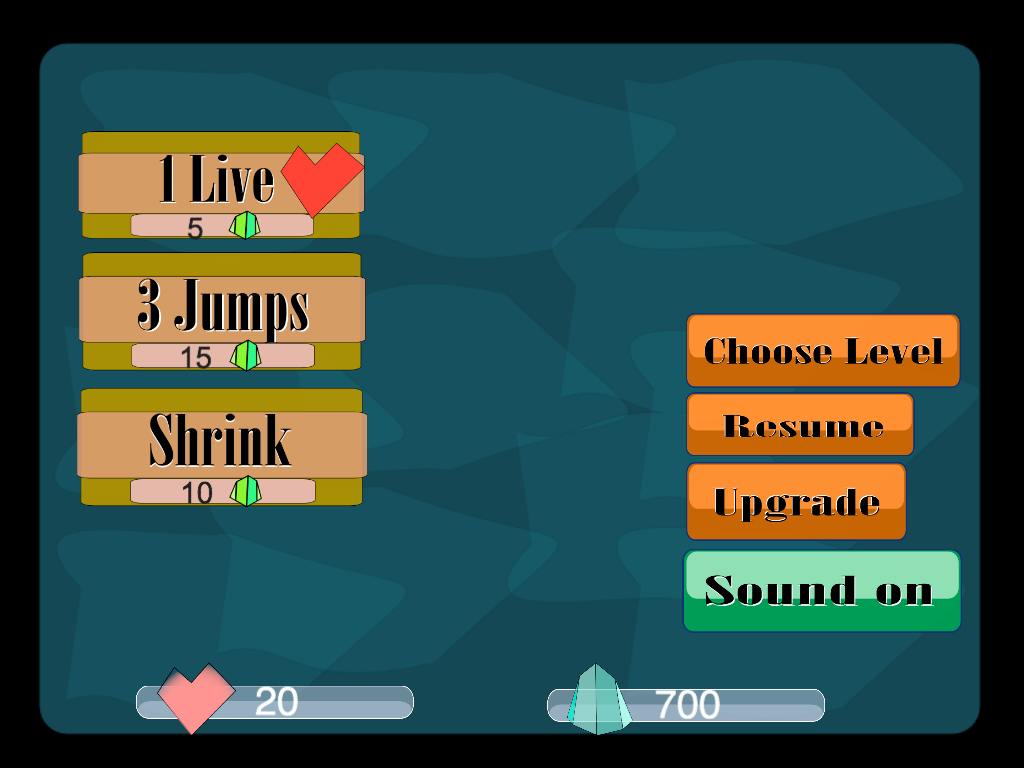 1 Live
5
3 Jumps
15
Shrink
10
Choose Level
Resume
Upgrade
Sound on
20
700